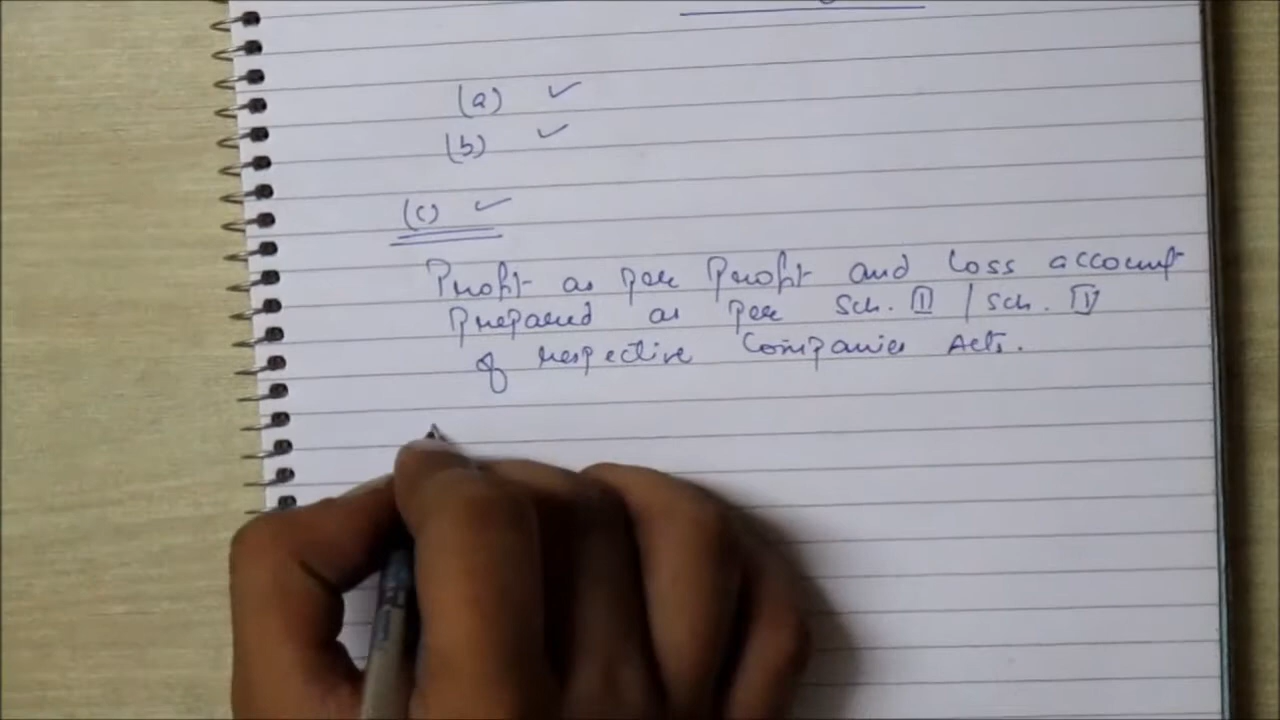 (a) ✓
(b) ✓
(c) ✓
Profit as per Profit and Loss account
Prepared as per Sch. II / Sch. IV
of respective Companies Acts.